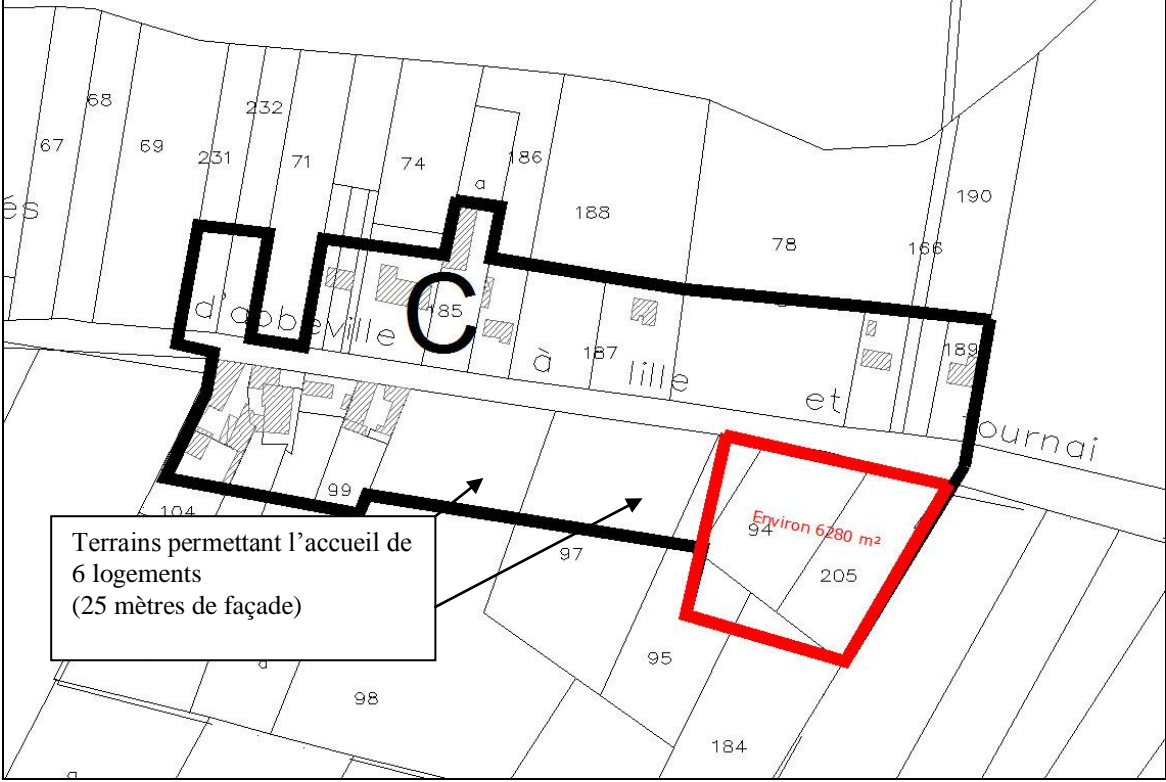 68
232
67
69
231
71
74
186
a
190
és
188
78
166
C
185
d'abbeville
à
187
lille
et
189
Tournai
99
104
Environ 6280 m²
94
97
205
Terrains permettant l'accueil de
6 logements
(25 mètres de façade)
95
a
98
184
a